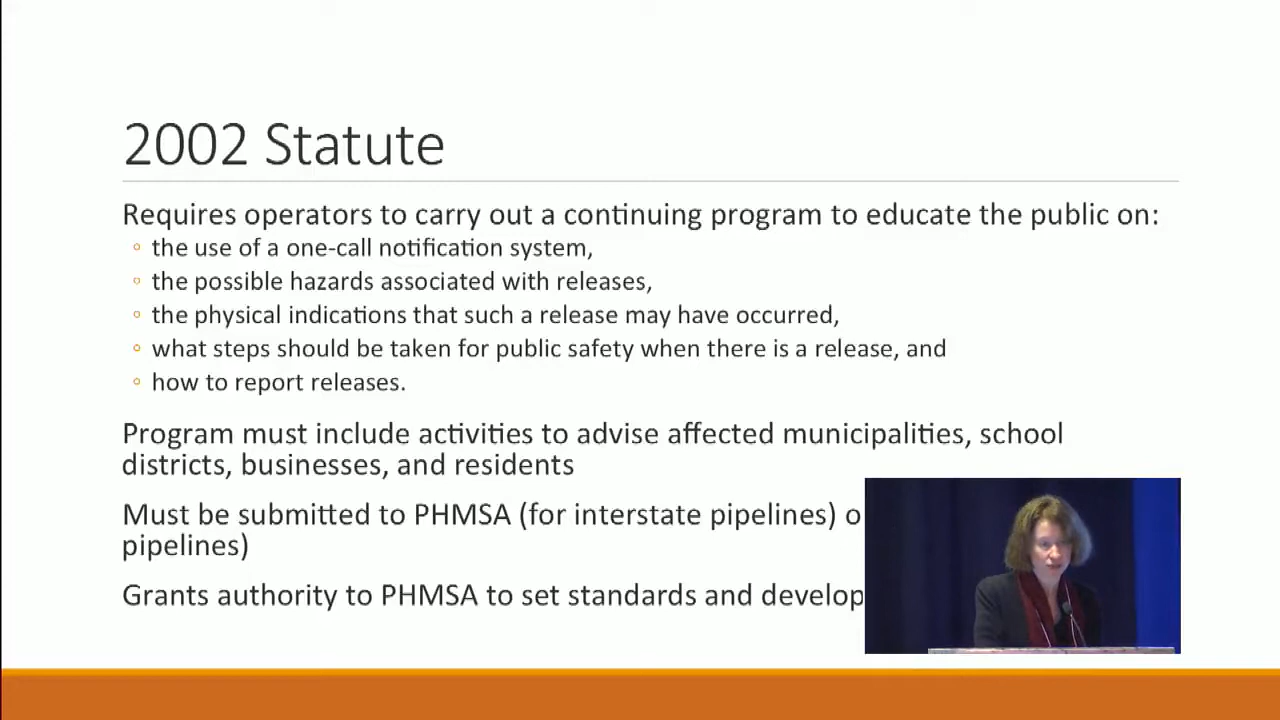 2002 Statute
Requires operators to carry out a continuing program to educate the public on:
◦ the use of a one-call notification system,
◦ the possible hazards associated with releases,
◦ the physical indications that such a release may have occurred,
◦ what steps should be taken for public safety when there is a release, and
◦ how to report releases.
Program must include activities to advise affected municipalities, school
districts, businesses, and residents
Must be submitted to PHMSA (for interstate pipelines) o
pipelines)
Grants authority to PHMSA to set standards and develop